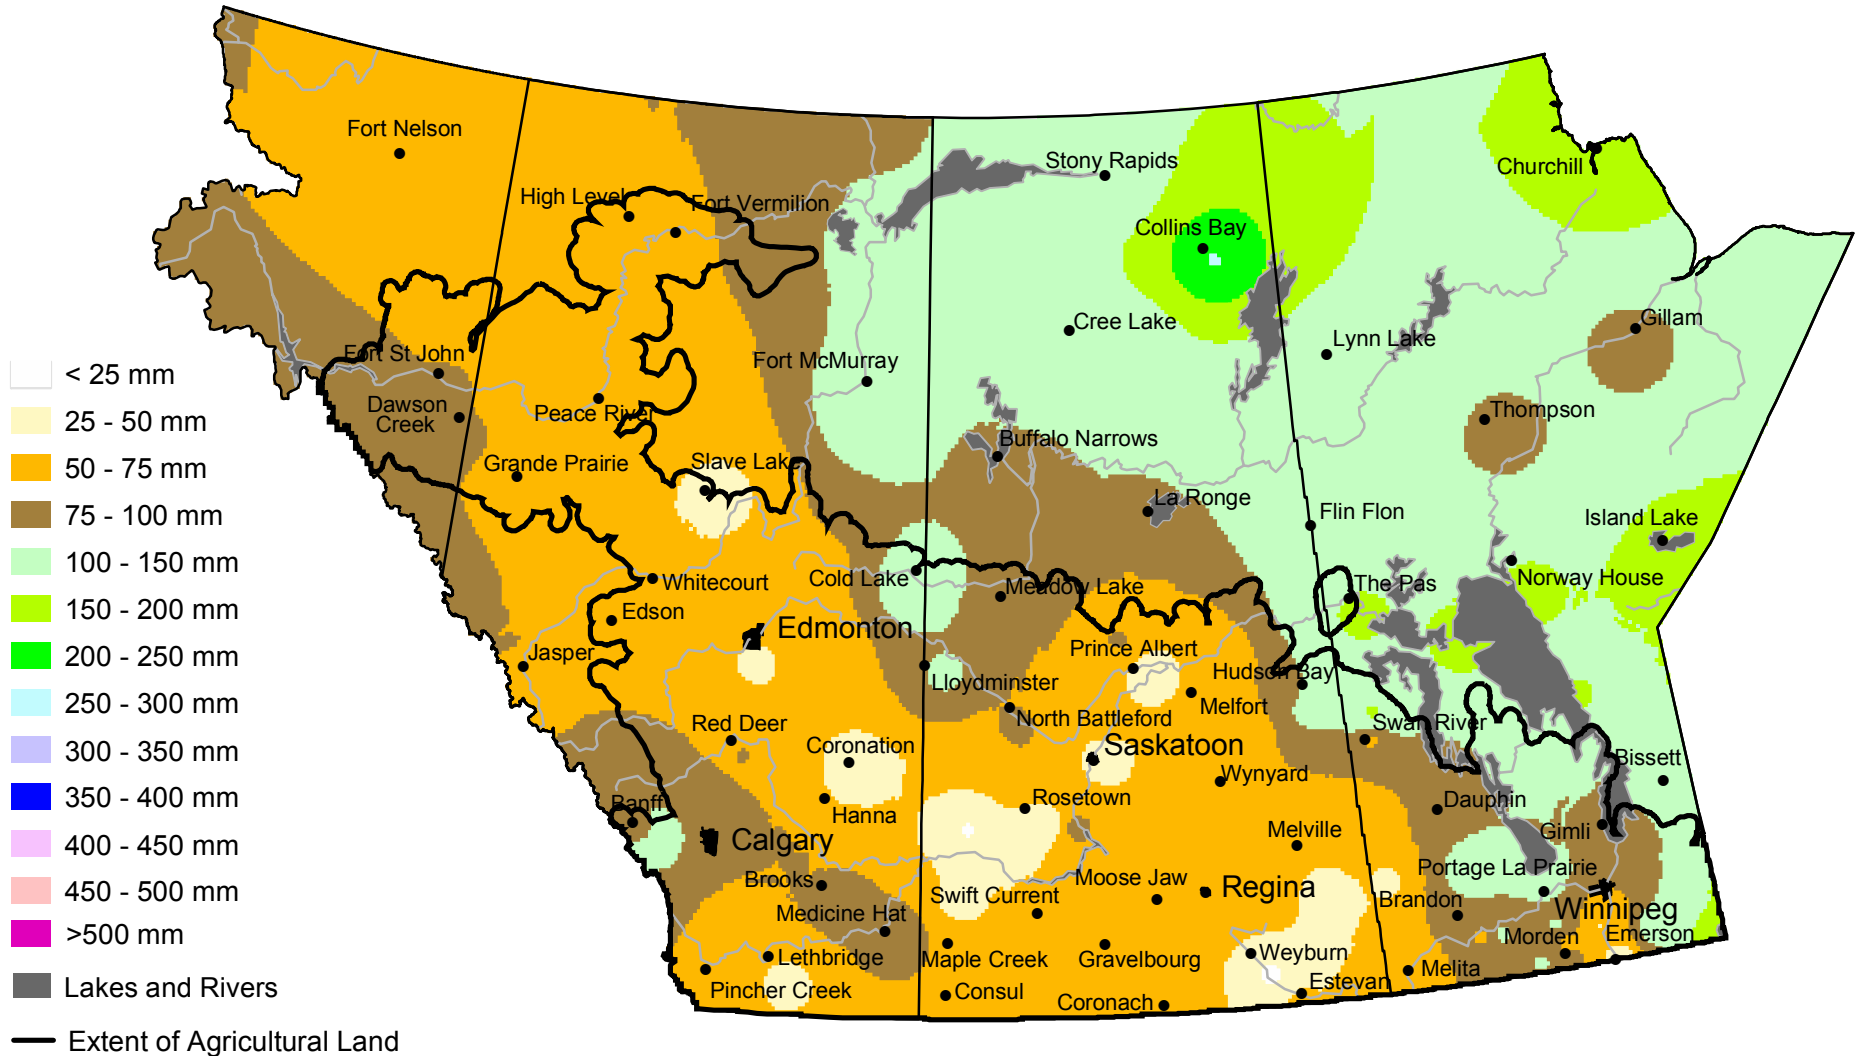 Fort Nelson
High Level
Fort Vermilion
Stony Rapids
Churchill
Collins Bay
Cree Lake
Gillam
Lynn Lake
Fort St John
Fort McMurray
Dawson
Creek
Peace River
Thompson
Buffalo Narrows
Grande Prairie
Slave Lake
La Ronge
Flin Flon
Island Lake
Whitecourt
Cold Lake
Meadow Lake
The Pas
Norway House
Edson
Edmonton
Jasper
Prince Albert
Hudson Bay
Lloydminster
Melfort
North Battleford
Red Deer
Swan River
Coronation
Saskatoon
Bissett
Wynyard
Banff
Hanna
Rosetown
Dauphin
Calgary
Melville
Gimli
Brooks
Moose Jaw
Portage La Prairie
Regina
Swift Current
Brandon
Medicine Hat
Winnipeg
Morden
Emerson
Lethbridge
Maple Creek
Gravelbourg
Weyburn
Melita
Pincher Creek
Consul
Coronach
Estevan
< 25 mm
25 - 50 mm
50 - 75 mm
75 - 100 mm
100 - 150 mm
150 - 200 mm
200 - 250 mm
250 - 300 mm
300 - 350 mm
350 - 400 mm
400 - 450 mm
450 - 500 mm
>500 mm
Lakes and Rivers
Extent of Agricultural Land